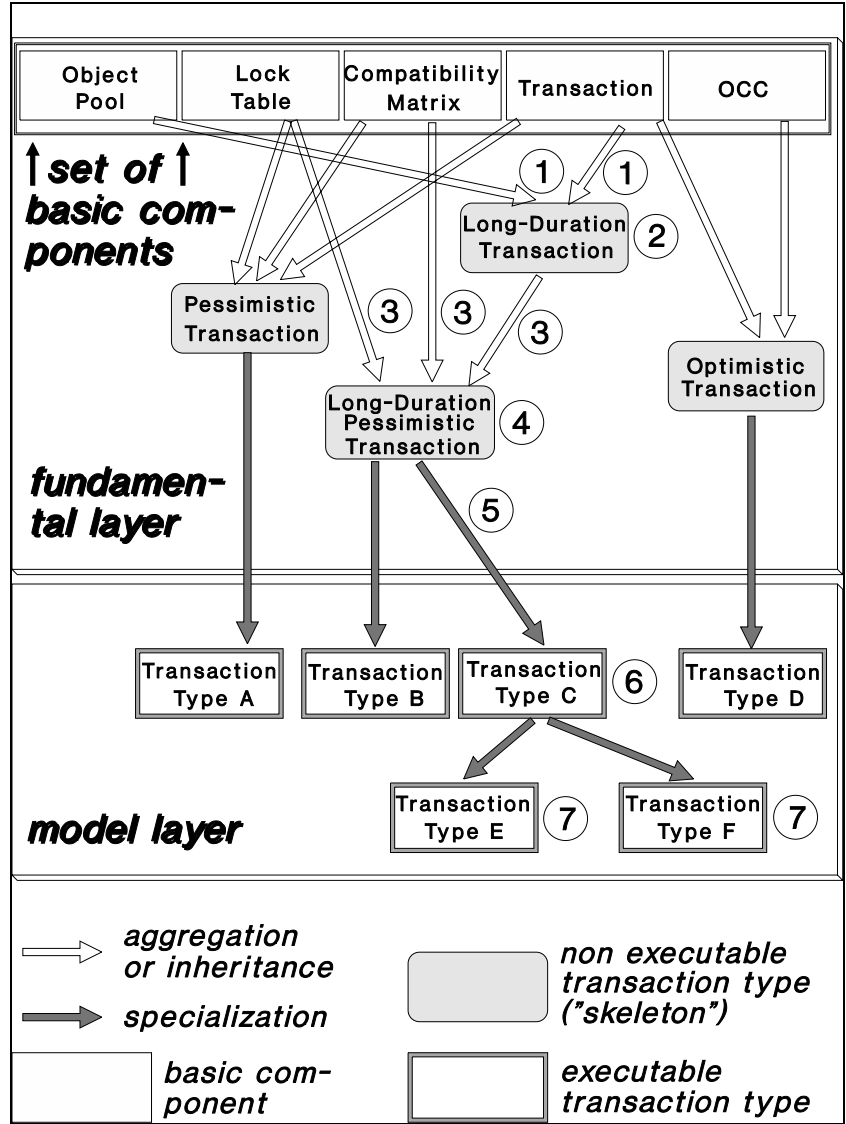 Object
Pool
Lock
Table
Compatibility
Matrix
Transaction
OCC
set of
basic com-
ponents
1
1
Long-Duration
Transaction
2
Pessimistic
Transaction
3
3
3
Optimistic
Transaction
Long-Duration
Pessimistic
Transaction
4
fundamen-
tal layer
5
Transaction
Type A
Transaction
Type B
Transaction
Type C
6
Transaction
Type D
Transaction
Type E
7
Transaction
Type F
7
model layer
aggregation
or inheritance
specialization
basic com-
ponent
non executable
transaction type
("skeleton")
executable
transaction type